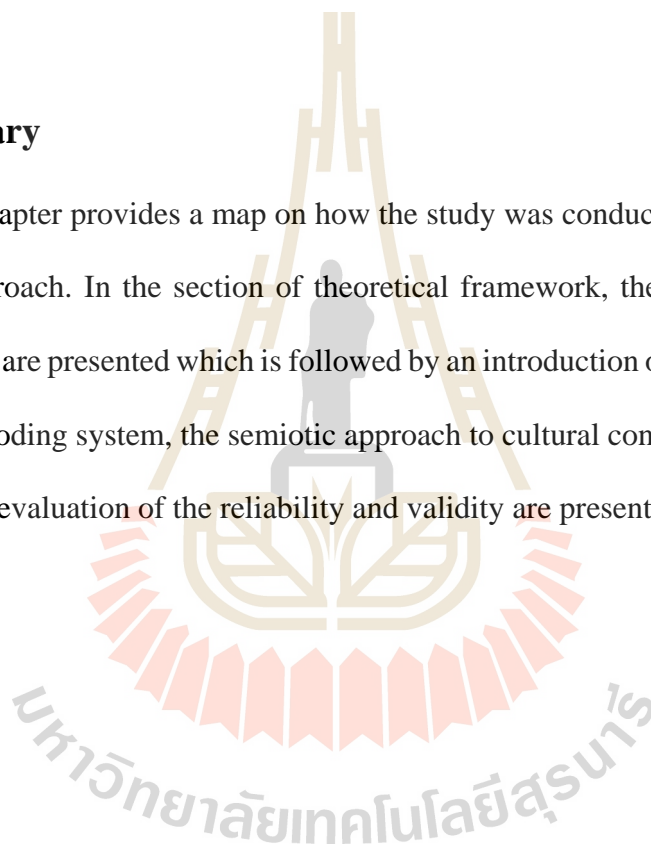 ary
apter provides a map on how the study was conduc
roach. In the section of theoretical framework, the
are presented which is followed by an introduction o
oding system, the semiotic approach to cultural con
evaluation of the reliability and validity are present
มหาวิทยาลัยเทคโนโลยีสุรนารี